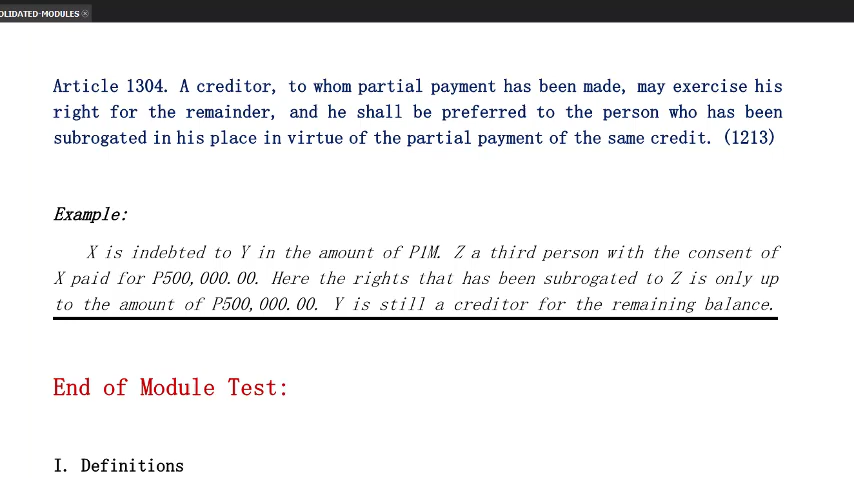 OLIDATED-MODULES
Article 1304. A creditor, to whom partial payment has been made, may exercise his
right for the remainder, and he shall be preferred to the person who has been
subrogated in his place in virtue of the partial payment of the same credit. (1213)
Example:
X is indebted to Y in the amount of P1M. Z a third person with the consent of
X paid for P500,000.00. Here the rights that has been subrogated to Z is only up
to the amount of P500,000.00. Y is still a creditor for the remaining balance.
End of Module Test:
I. Definitions